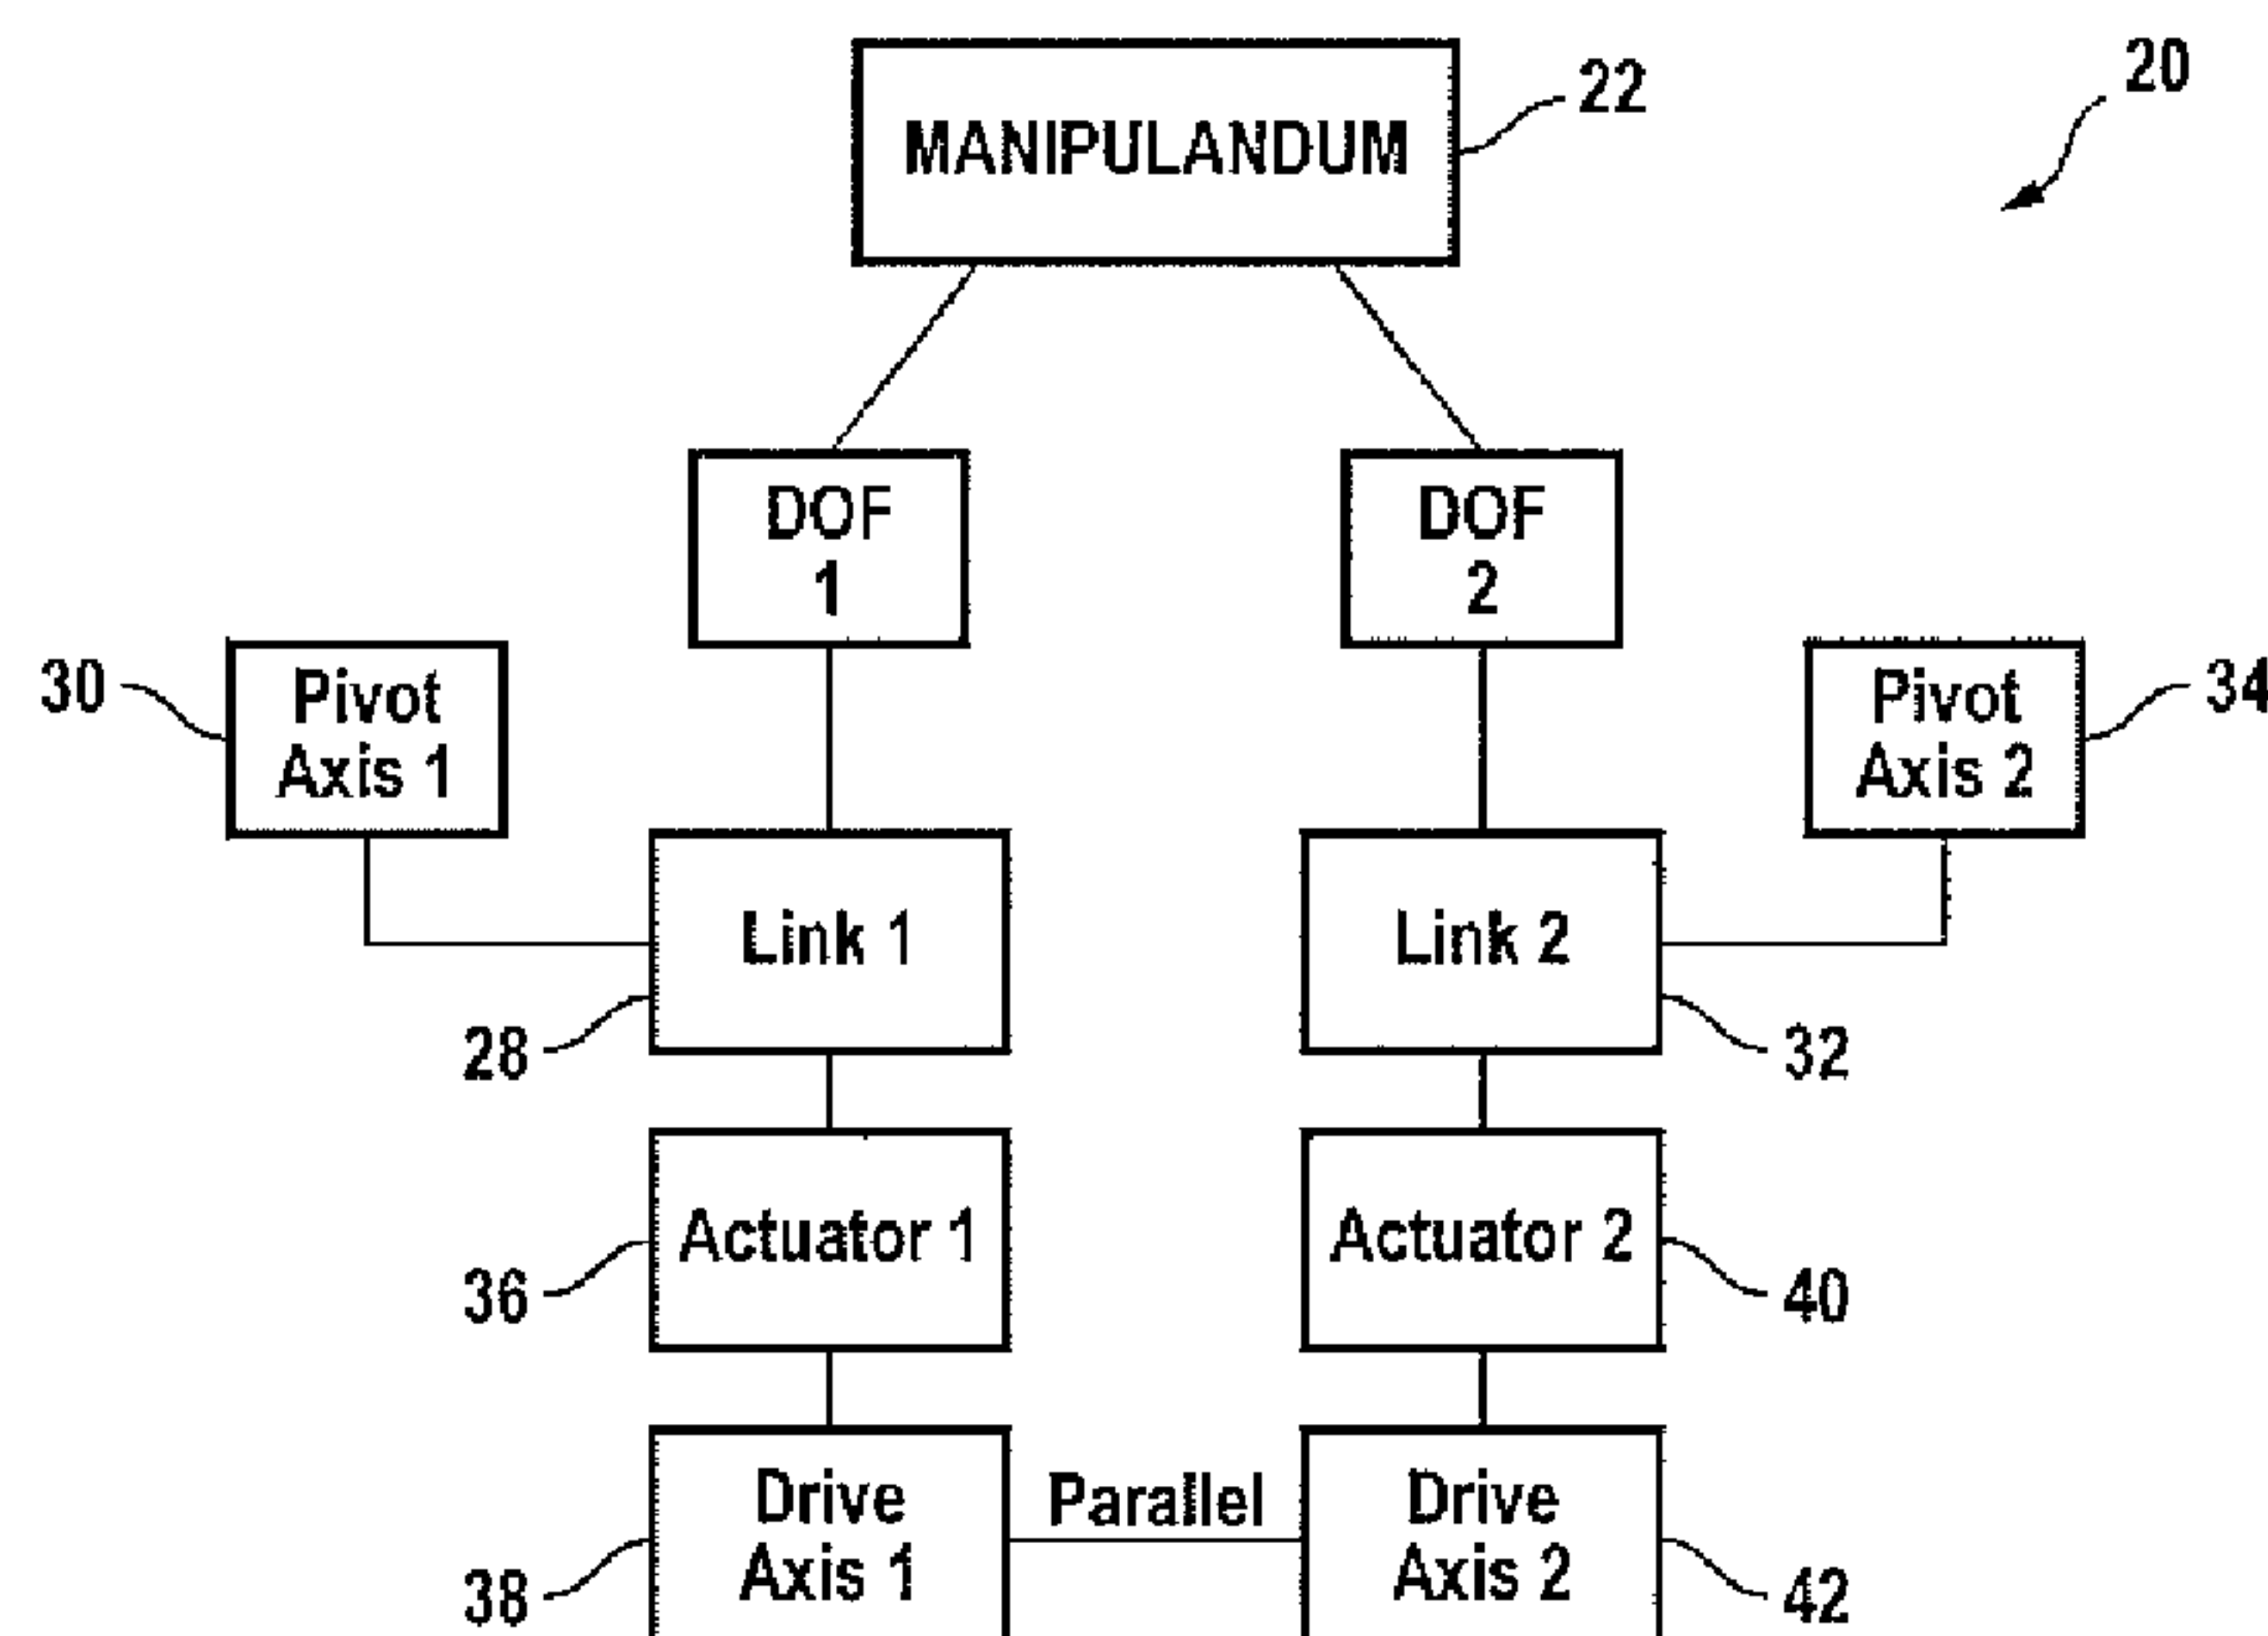 20
22
MANIPULANDUM
DOF
1
DOF
2
30
Pivot
Axis 1
Pivot
Axis 2
34
Link 1
Link 2
28
32
Actuator 1
Actuator 2
36
40
Drive
Axis 1
Parallel
Drive
Axis 2
38
42